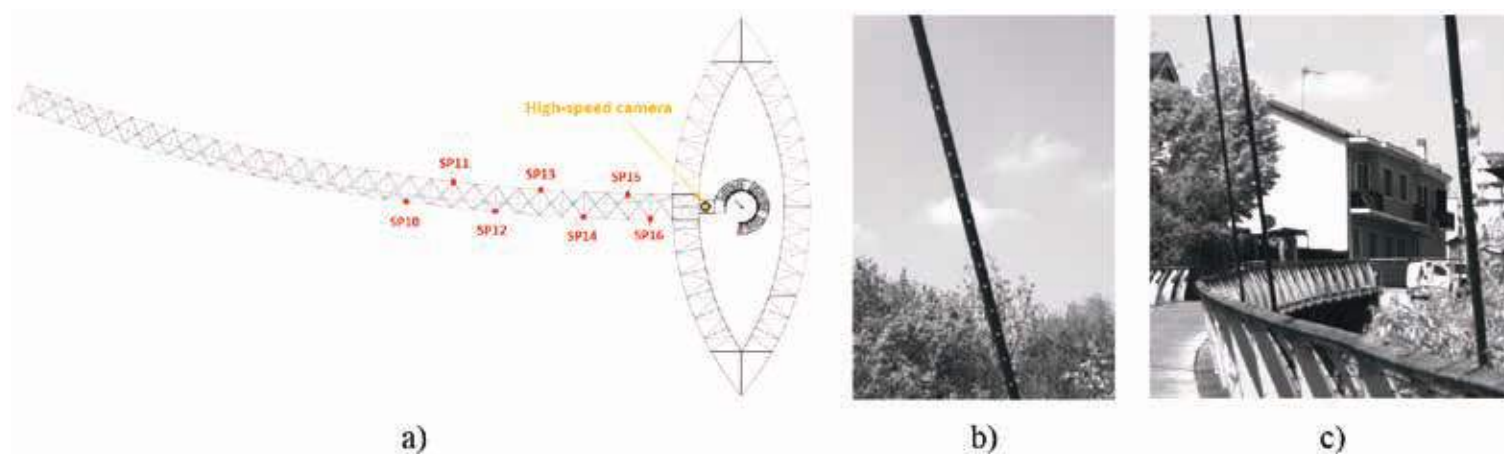 High-speed camera
SP11
SP13
SP15
SP10
SP12
SP14
SP16
a)
b)
c)